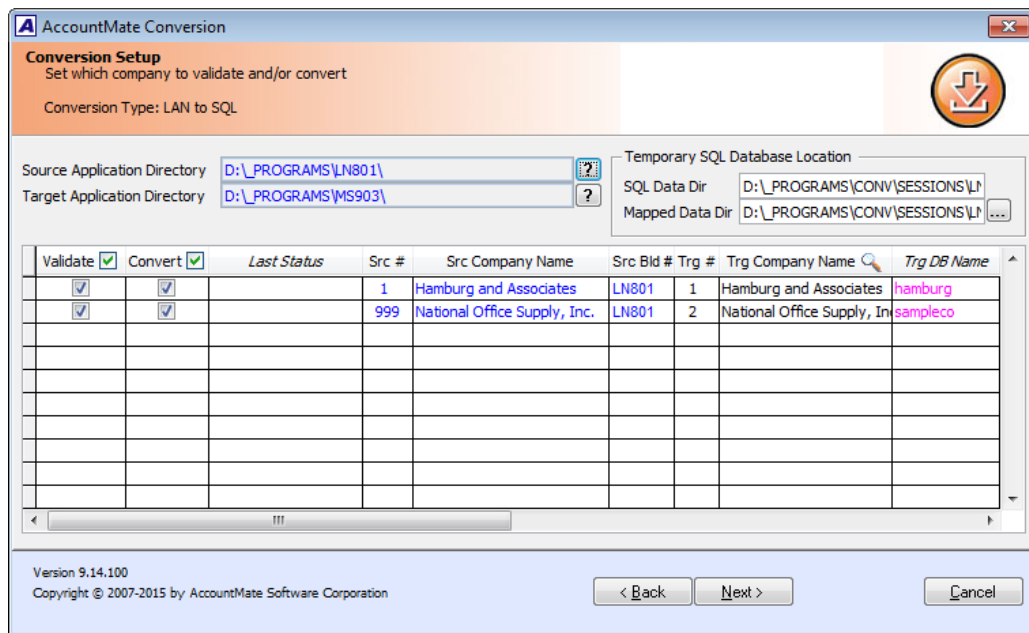 AccountMate Conversion
Conversion Setup
Set which company to validate and/or convert
Conversion Type: LAN to SQL
Source Application Directory D:\_PROGRAMS\LN801\ ?
Target Application Directory D:\_PROGRAMS\MS903\ ?
Temporary SQL Database Location
SQL Data Dir D:\_PROGRAMS\CONV\SESSIONS\LN
Mapped Data Dir D:\_PROGRAMS\CONV\SESSIONS\LN ...
Validate Convert Last Status Src # Src Company Name Src Bld # Trg # Trg Company Name Trg DB Name
1 Hamburg and Associates LN801 1 Hamburg and Associates hamburg
999 National Office Supply, Inc. LN801 2 National Office Supply, In sampleco
Version 9.14.100
Copyright © 2007-2015 by AccountMate Software Corporation
< Back Next > Cancel